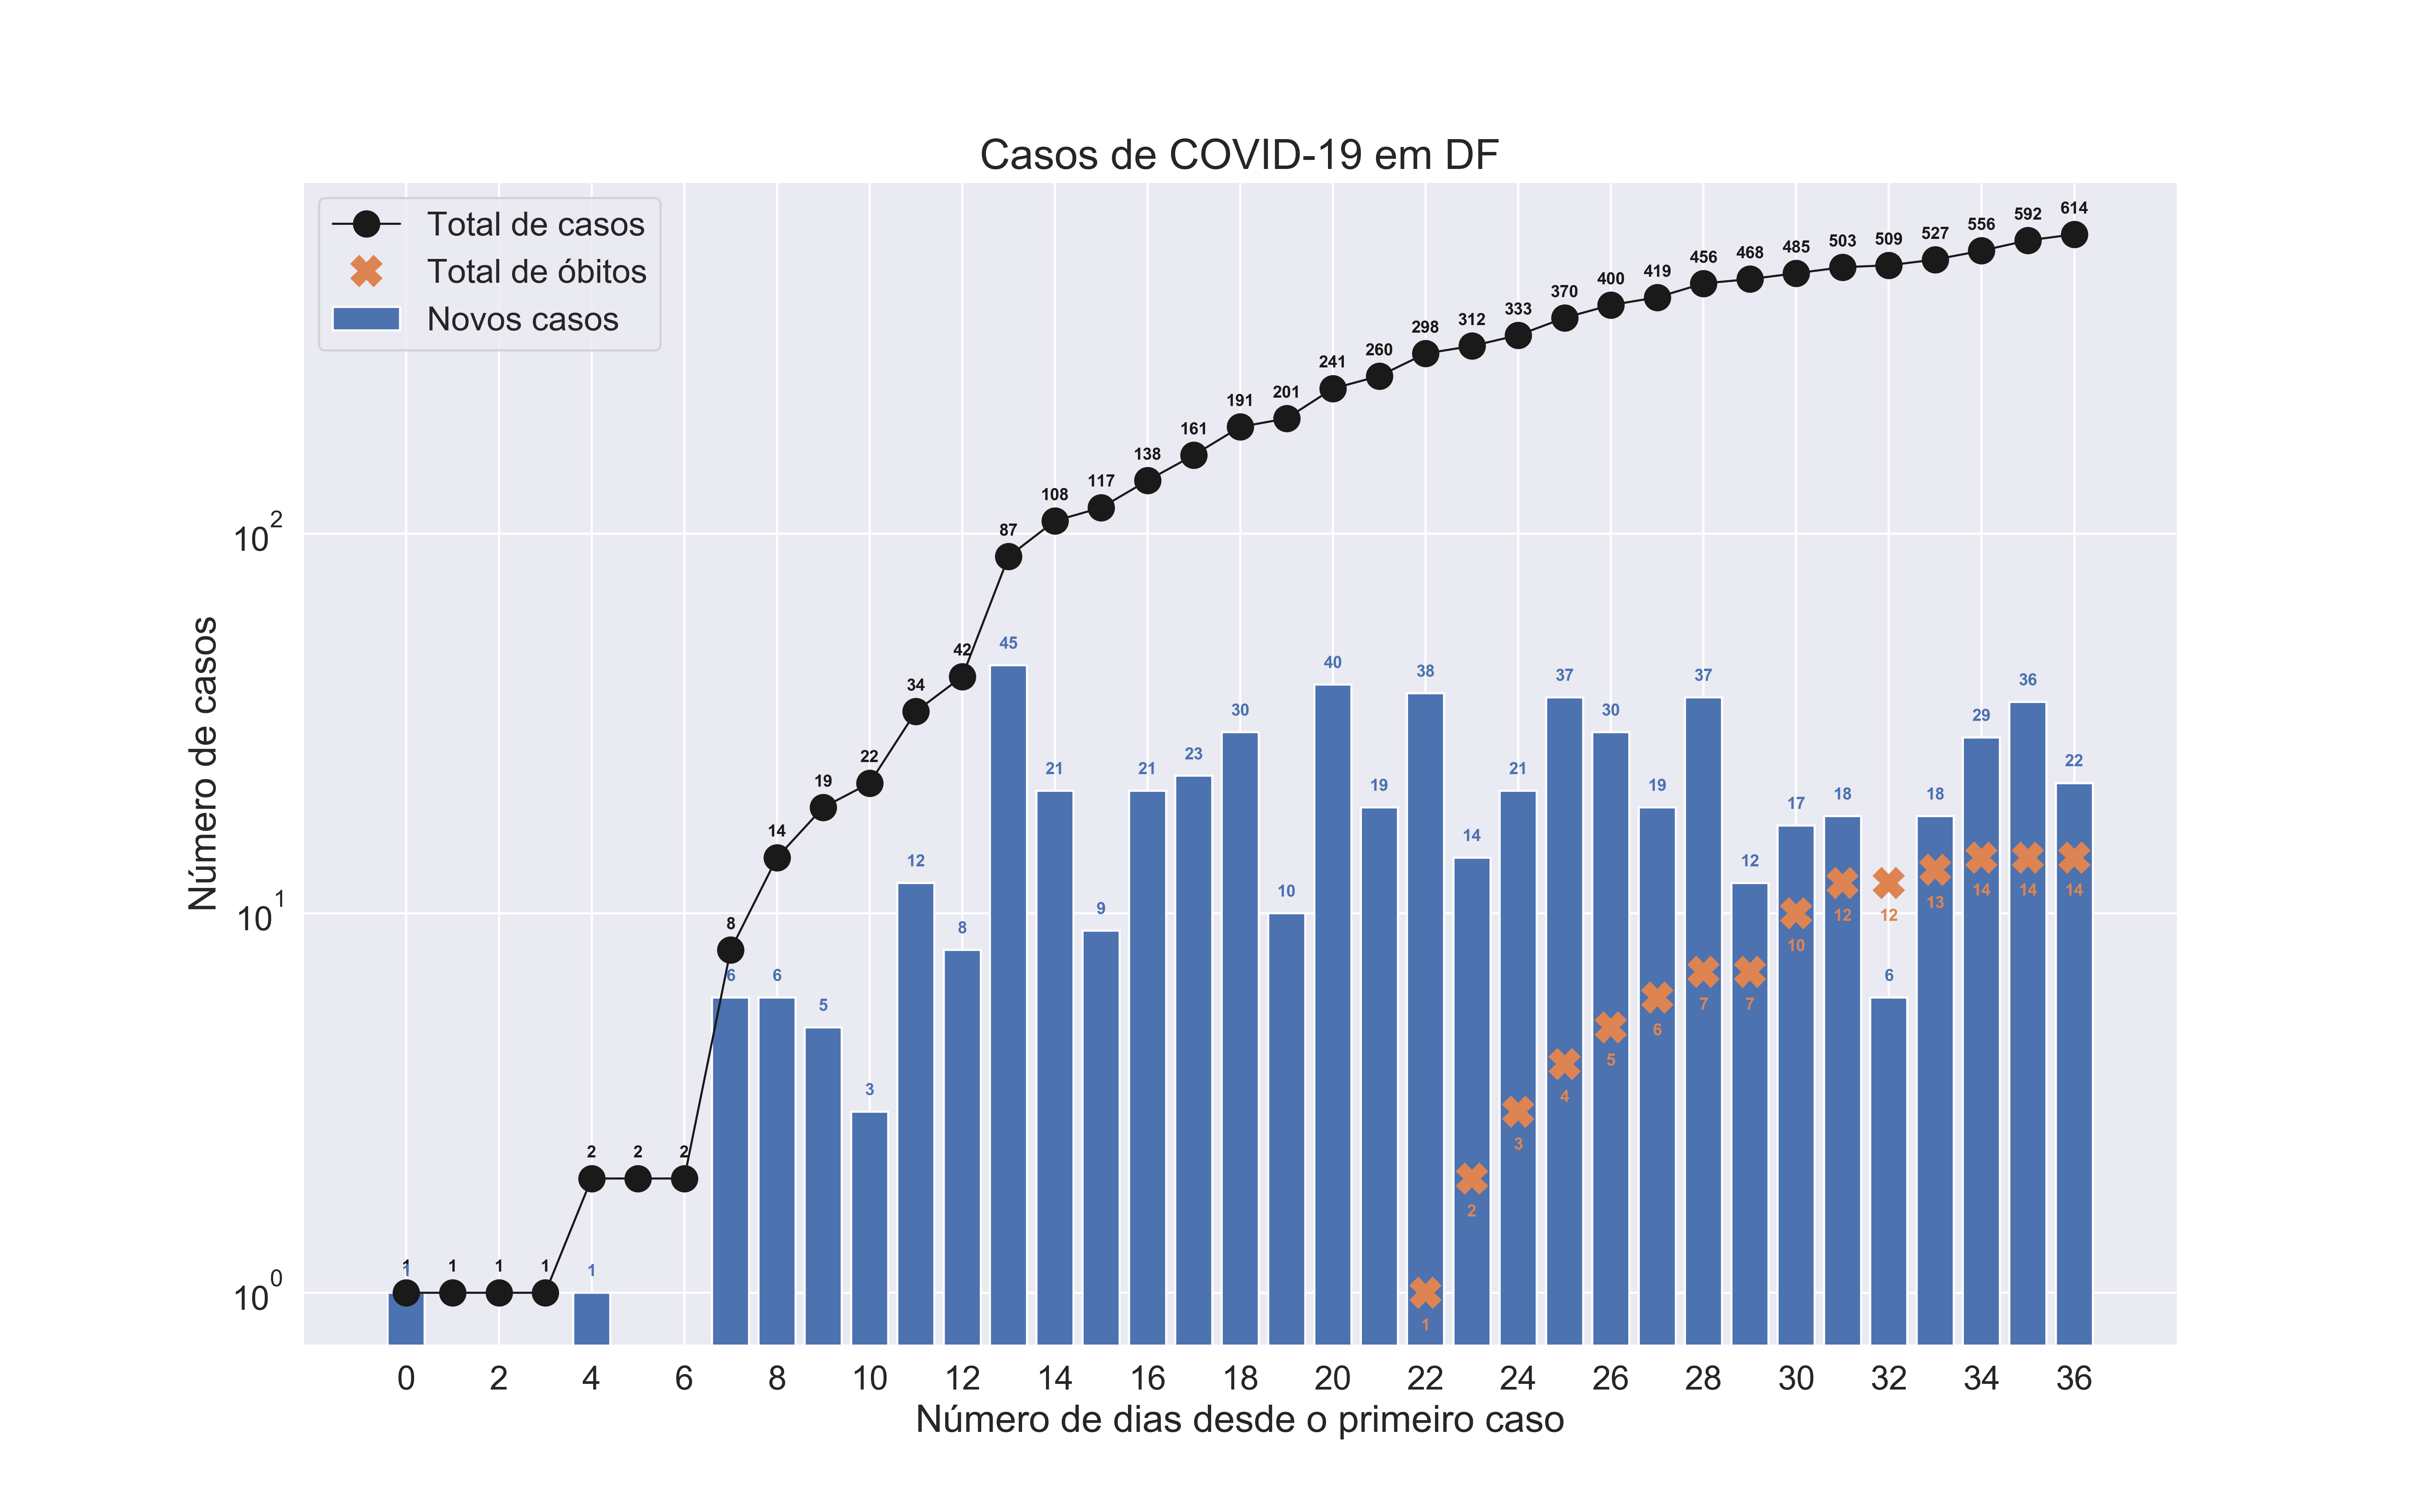 Casos de COVID-19 em DF
Total de casos
Total de óbitos
Novos casos
Número de casos
10²
10¹
10⁰
1 1 1 1 2 2 2 8 14 19 22 34 42 87 108 117 138 161 191 201 241 260 298 312 333 370 400 419 456 468 485 503 509 527 556 592 614
1 1 6 6 5 3 12 8 45 21 9 21 23 30 10 40 19 38 14 21 37 30 19 37 12 17 18 6 18 29 36 22
1 2 3 4 5 6 7 7 10 12 12 13 14 14 14
0 2 4 6 8 10 12 14 16 18 20 22 24 26 28 30 32 34 36
Número de dias desde o primeiro caso